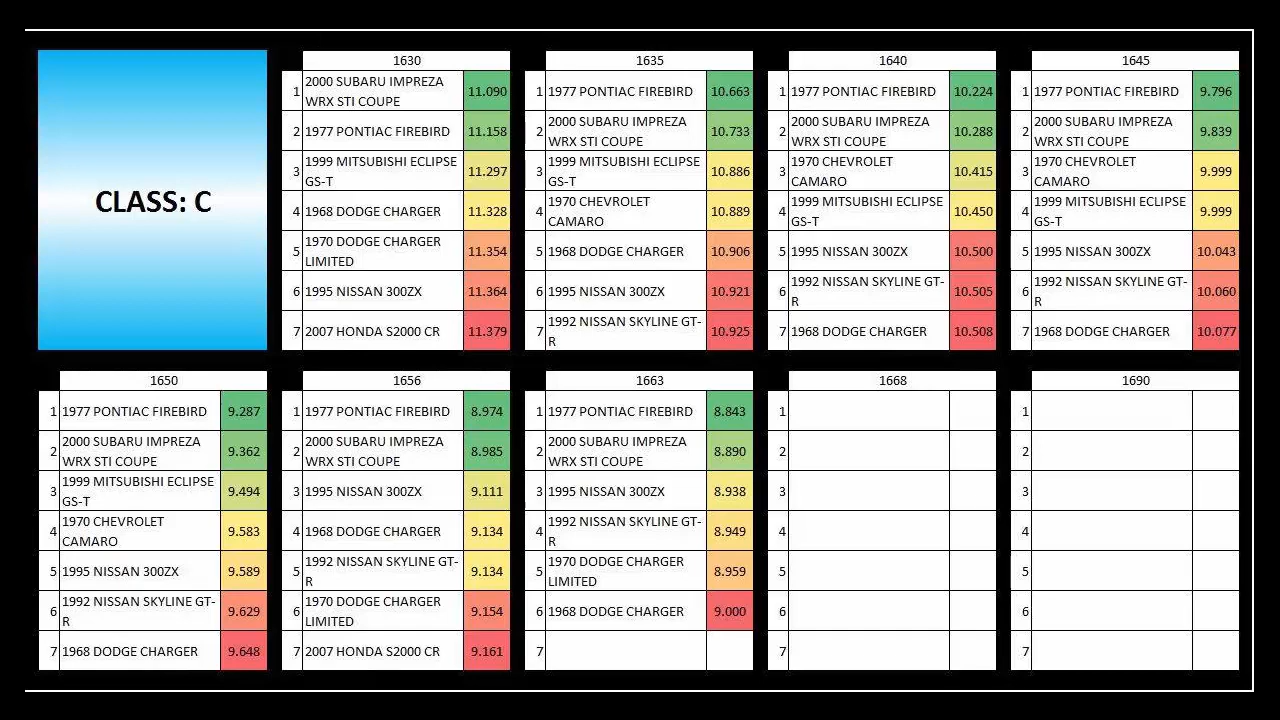 CLASS: C
1630
1 2000 SUBARU IMPREZA
WRX STI COUPE 11.090
2 1977 PONTIAC FIREBIRD 11.158
3 1999 MITSUBISHI ECLIPSE
GS-T 11.297
4 1968 DODGE CHARGER 11.328
5 1970 DODGE CHARGER
LIMITED 11.354
6 1995 NISSAN 300ZX 11.364
7 2007 HONDA S2000 CR 11.379
1635
1 1977 PONTIAC FIREBIRD 10.663
2 2000 SUBARU IMPREZA
WRX STI COUPE 10.733
3 1999 MITSUBISHI ECLIPSE
GS-T 10.886
4 1970 CHEVROLET
CAMARO 10.889
5 1968 DODGE CHARGER 10.906
6 1995 NISSAN 300ZX 10.921
7 1992 NISSAN SKYLINE GT-
R 10.925
1640
1 1977 PONTIAC FIREBIRD 10.224
2 2000 SUBARU IMPREZA
WRX STI COUPE 10.288
3 1970 CHEVROLET
CAMARO 10.415
4 1999 MITSUBISHI ECLIPSE
GS-T 10.450
5 1995 NISSAN 300ZX 10.500
6 1992 NISSAN SKYLINE GT-
R 10.505
7 1968 DODGE CHARGER 10.508
1645
1 1977 PONTIAC FIREBIRD 9.796
2 2000 SUBARU IMPREZA
WRX STI COUPE 9.839
3 1970 CHEVROLET
CAMARO 9.999
4 1999 MITSUBISHI ECLIPSE
GS-T 9.999
5 1995 NISSAN 300ZX 10.043
6 1992 NISSAN SKYLINE GT-
R 10.060
7 1968 DODGE CHARGER 10.077
1650
1 1977 PONTIAC FIREBIRD 9.287
2 2000 SUBARU IMPREZA
WRX STI COUPE 9.362
3 1999 MITSUBISHI ECLIPSE
GS-T 9.494
4 1970 CHEVROLET
CAMARO 9.583
5 1995 NISSAN 300ZX 9.589
6 1992 NISSAN SKYLINE GT-
R 9.629
7 1968 DODGE CHARGER 9.648
1656
1 1977 PONTIAC FIREBIRD 8.974
2 2000 SUBARU IMPREZA
WRX STI COUPE 8.985
3 1995 NISSAN 300ZX 9.111
4 1968 DODGE CHARGER 9.134
5 1992 NISSAN SKYLINE GT-
R 9.134
6 1970 DODGE CHARGER
LIMITED 9.154
7 2007 HONDA S2000 CR 9.161
1663
1 1977 PONTIAC FIREBIRD 8.843
2 2000 SUBARU IMPREZA
WRX STI COUPE 8.890
3 1995 NISSAN 300ZX 8.938
4 1992 NISSAN SKYLINE GT-
R 8.949
5 1970 DODGE CHARGER
LIMITED 8.959
6 1968 DODGE CHARGER 9.000
7
1668
1
2
3
4
5
6
7
1690
1
2
3
4
5
6
7